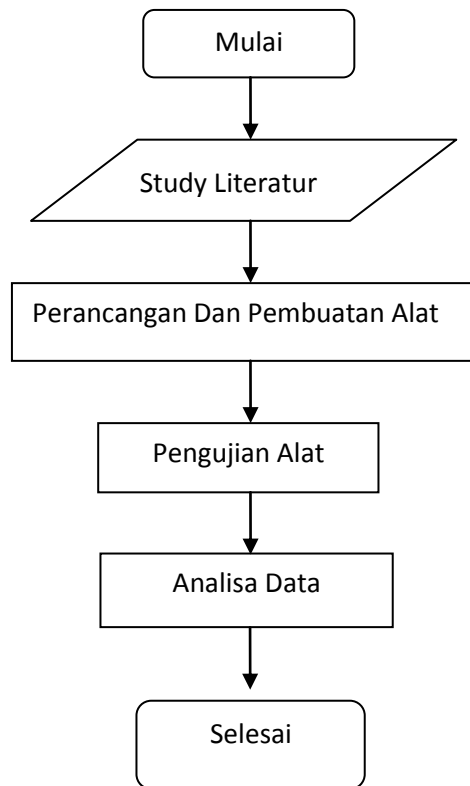 Mulai
Study Literatur
Perancangan Dan Pembuatan Alat
Pengujian Alat
Analisa Data
Selesai